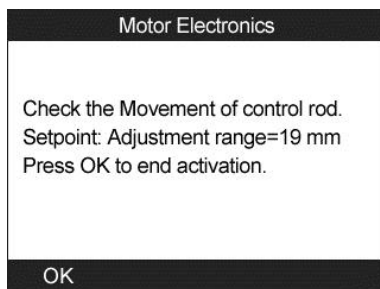 Motor Electronics
Check the Movement of control rod.
Setpoint: Adjustment range=19 mm
Press OK to end activation.
OK